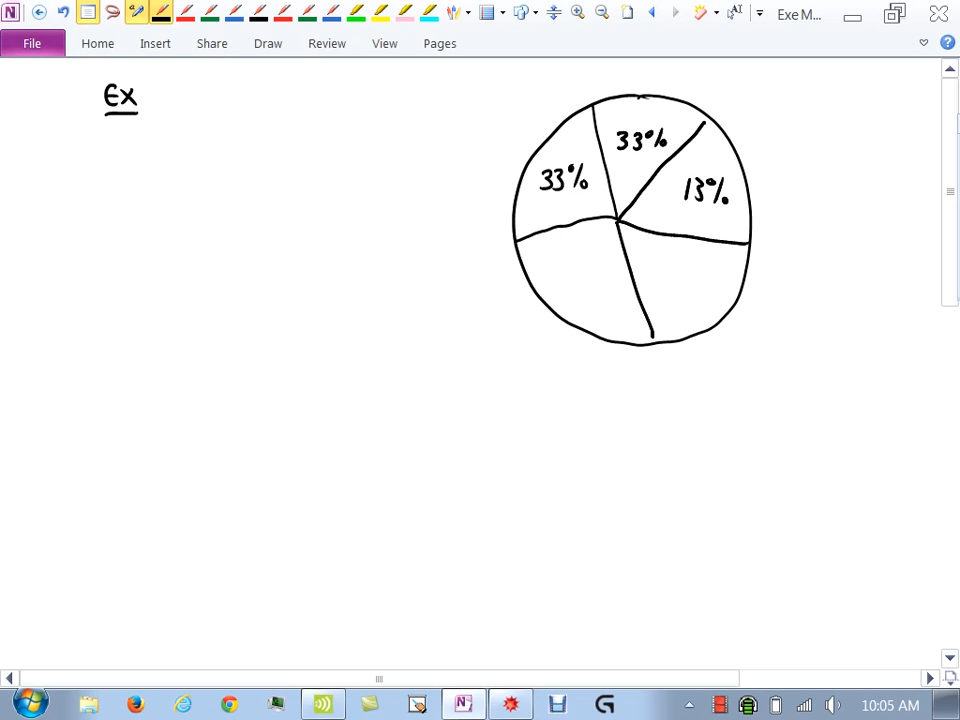 Exe M...
File Home Insert Share Draw Review View Pages
Ex
33%
33%
13%
10:05 AM